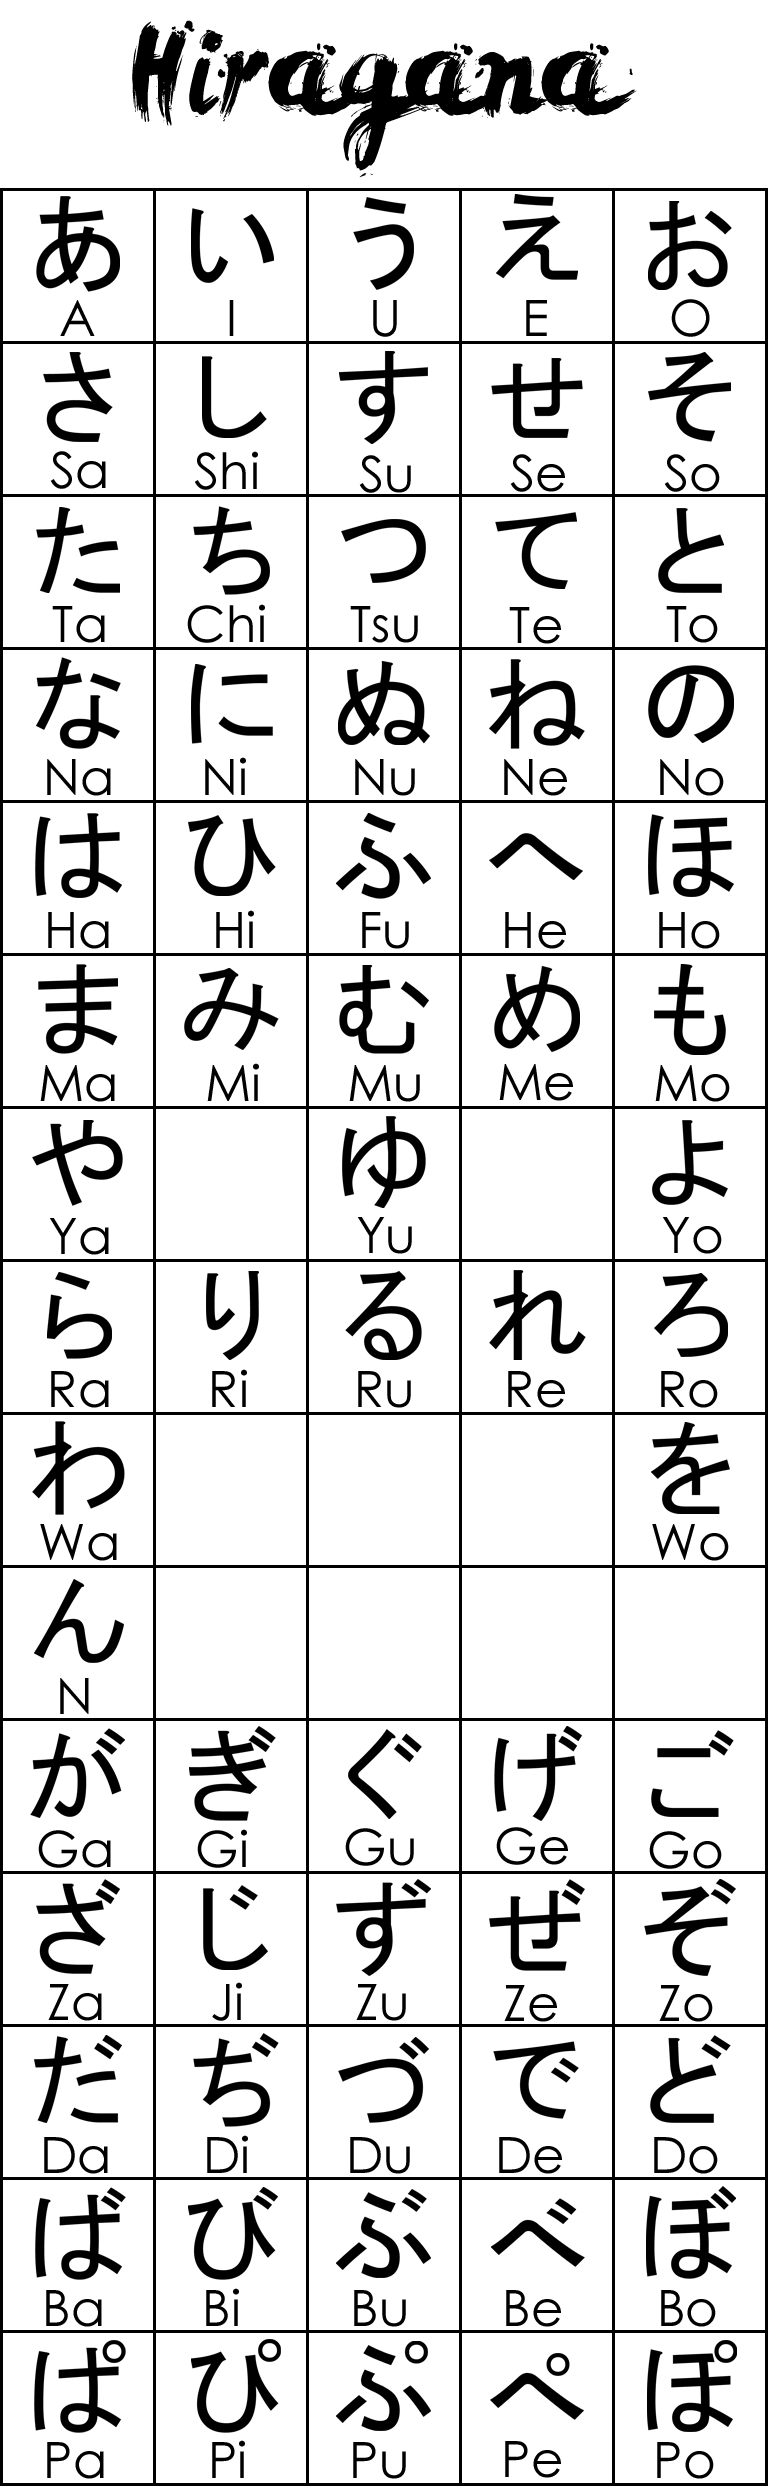 Hiragana
あ い う え お
A I U E O
さ し す せ そ
Sa Shi Su Se So
た ち つ て と
Ta Chi Tsu Te To
な に ぬ ね の
Na Ni Nu Ne No
は ひ ふ へ ほ
Ha Hi Fu He Ho
ま み む め も
Ma Mi Mu Me Mo
や ゆ よ
Ya Yu Yo
ら り る れ ろ
Ra Ri Ru Re Ro
わ を
Wa Wo
ん
N
が ぎ ぐ げ ご
Ga Gi Gu Ge Go
ざ じ ず ぜ ぞ
Za Ji Zu Ze Zo
だ ぢ づ で ど
Da Di Du De Do
ば び ぶ べ ぼ
Ba Bi Bu Be Bo
ぱ ぴ ぷ ぺ ぽ
Pa Pi Pu Pe Po